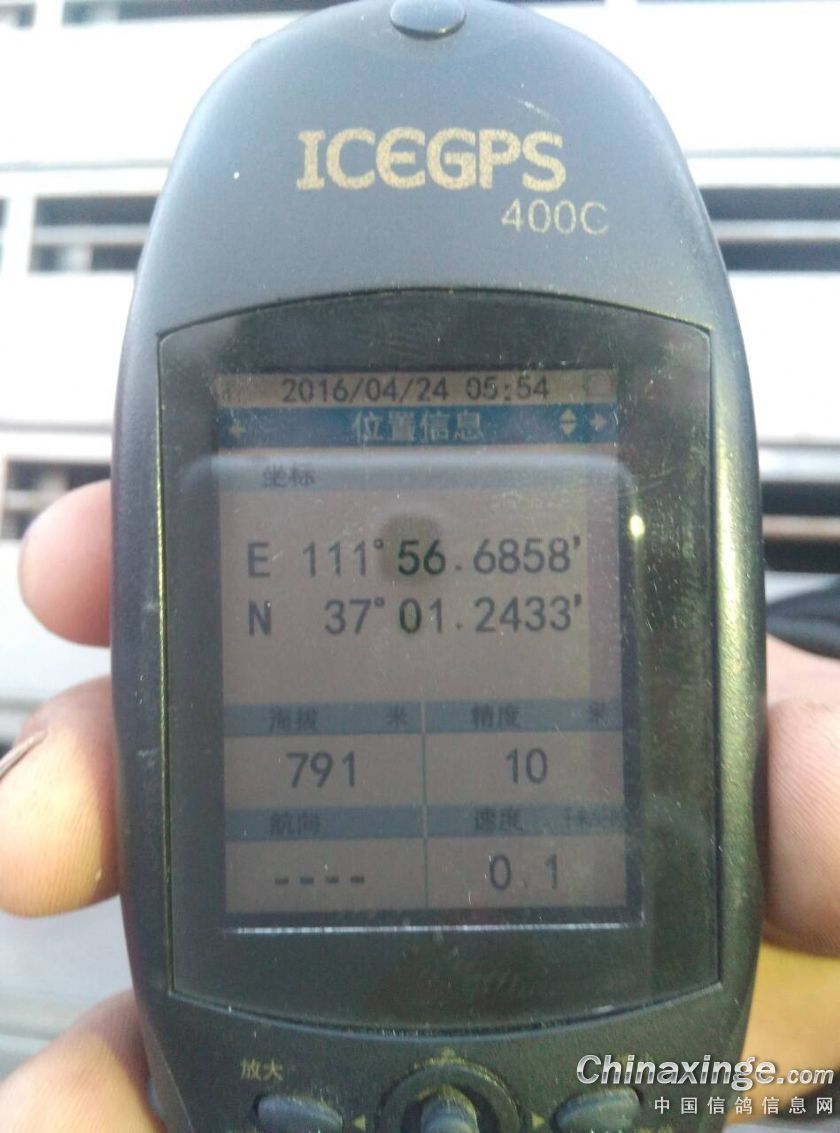 ICEGPS
400C
2016/04/24 05:54
位置信息
坐标
E 111°56.6858'
N 37°01.2433'
海拔 米 精度 米
791 10
航向 速度
---- 0.1
放大
Chinaxinge.com
中国信鸽信息网